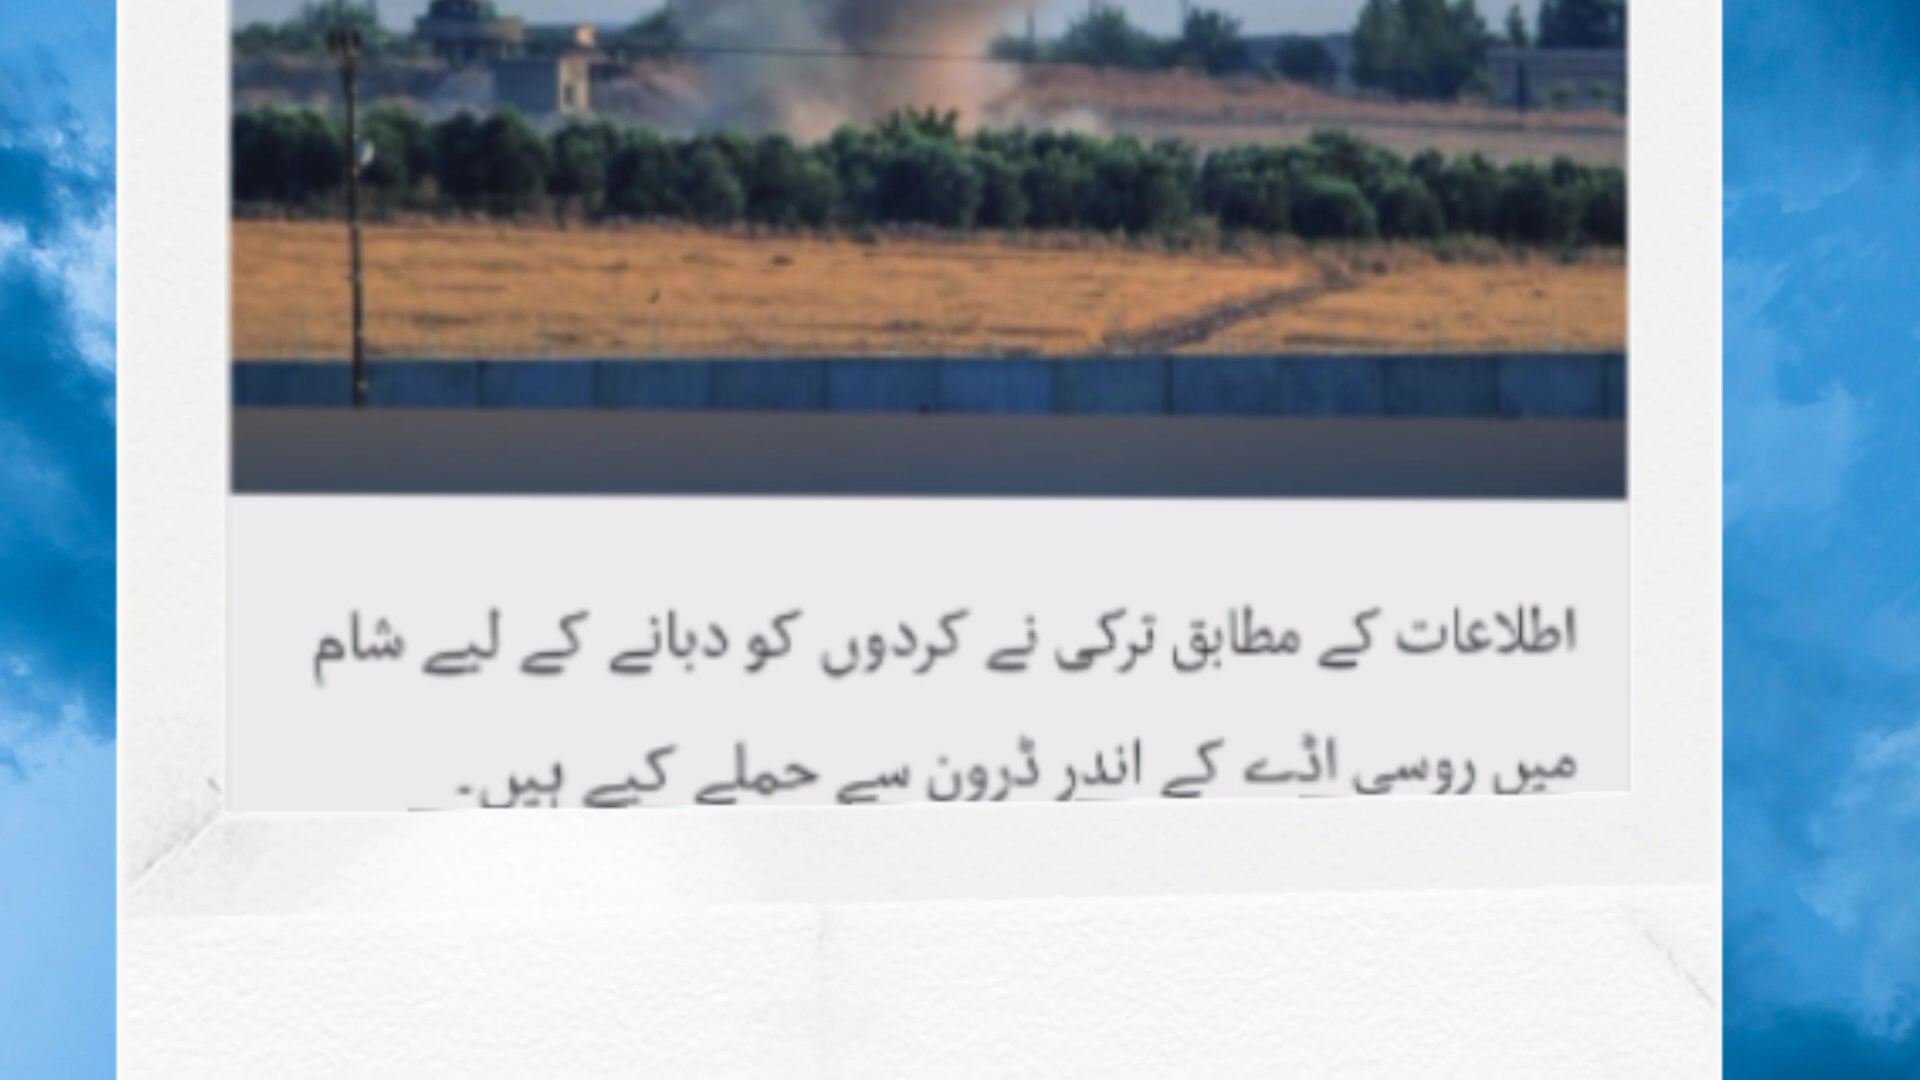 اطلاعات کے مطابق ترکی نے کردوں کو دبانے کے لیے شام
میں روسی اڈے کے اندر ڈرون سے حملے کیے ہیں۔